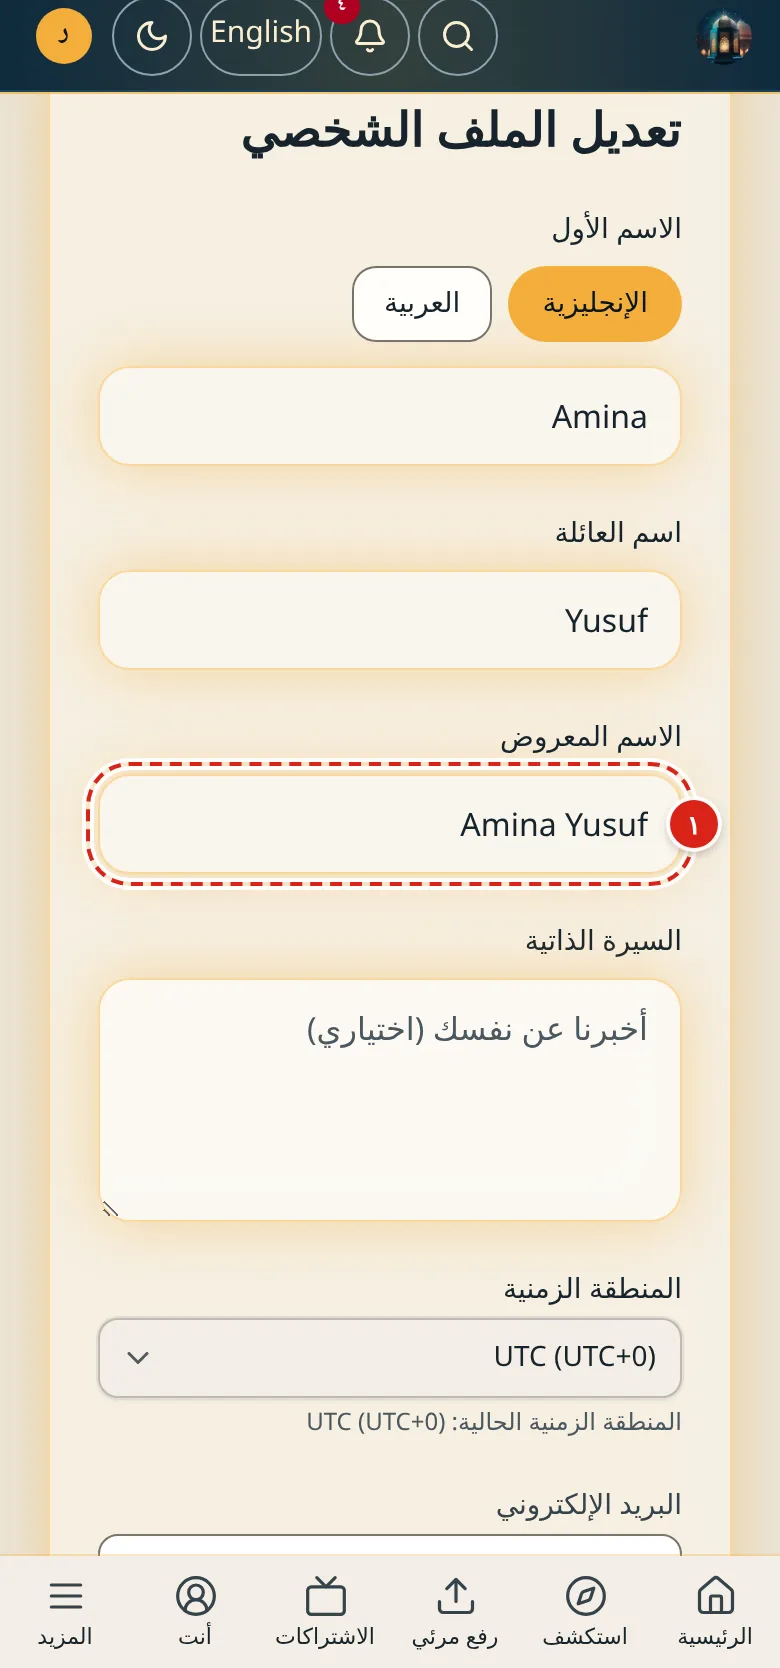 English
ر
٤
تعديل الملف الشخصي
الاسم الأول
الإنجليزية
العربية
Amina
اسم العائلة
Yusuf
الاسم المعروض
Amina Yusuf
١
السيرة الذاتية
أخبرنا عن نفسك (اختياري)
المنطقة الزمنية
UTC (UTC+0)
المنطقة الزمنية الحالية: UTC (UTC+0)
البريد الإلكتروني
الرئيسية
استكشف
رفع مرئي
الاشتراكات
أنت
المزيد